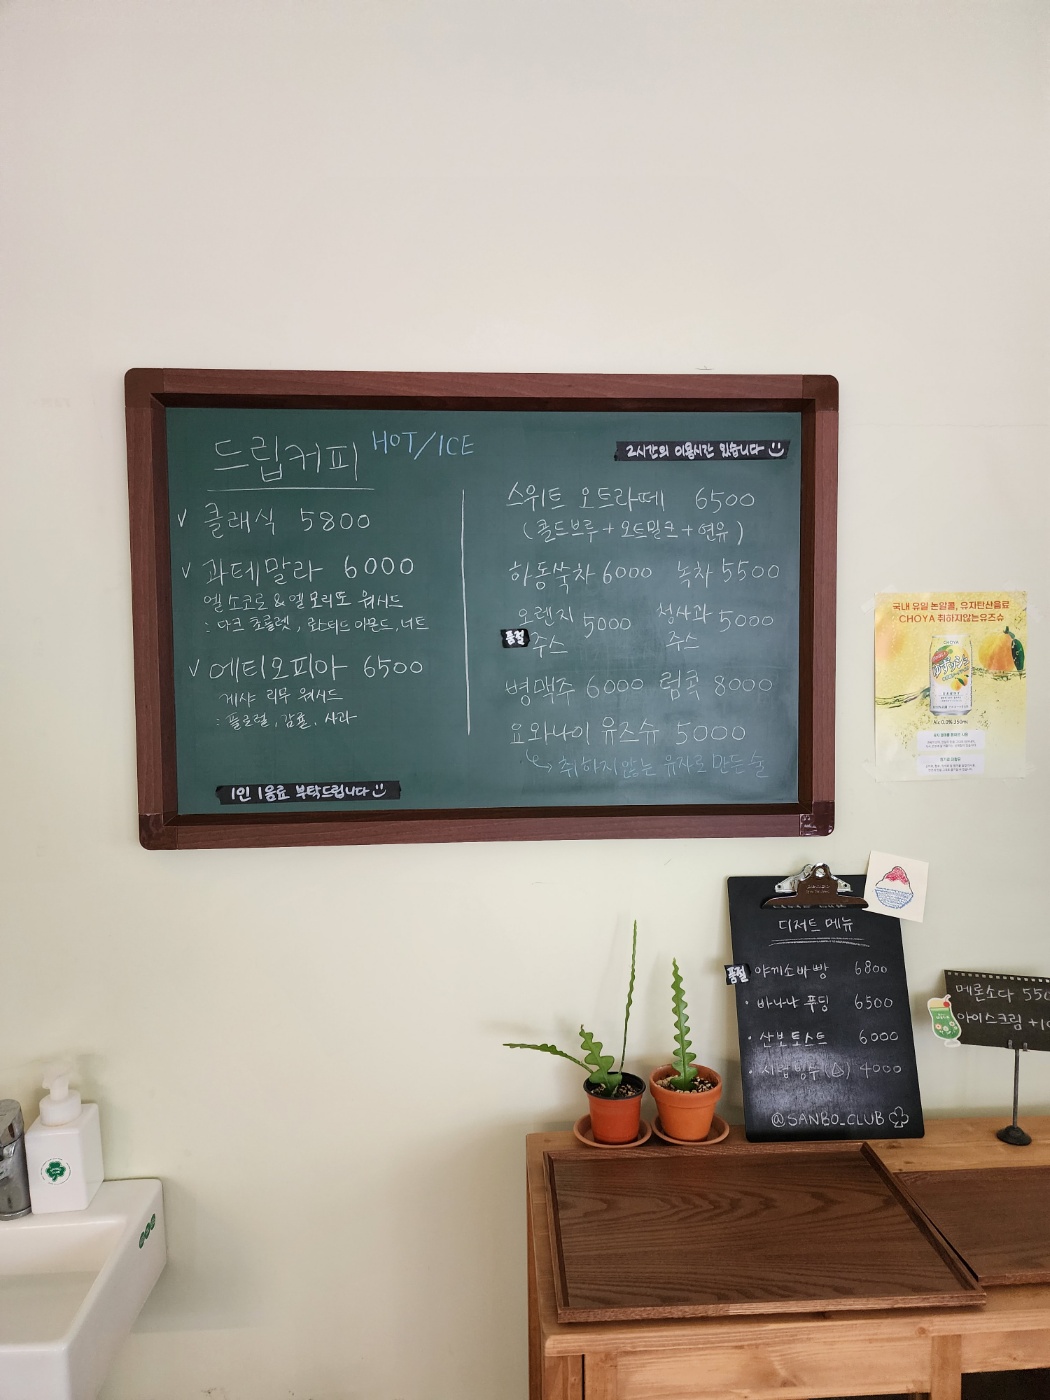 드립커피 HOT/ICE
✓ 클래식 5800
✓ 과테말라 6000
엘 소코로 & 엘 모리또 워시드
: 다크 초콜렛, 로스티드 아몬드, 너트
✓ 에티오피아 6500
게샤 리무 워시드
: 플로럴, 감귤, 사과
1인 1음료 부탁드립니다
2시간의 이용시간 있습니다
스위트 오트라떼 6500
(콜드브루+오트밀크+연유)
하동쑥차 6000 녹차 5500
오렌지 주스 5000 청사과 주스 5000
품절
병맥주 6000 럼콕 8000
요와나이 유즈슈 5000
↳ 취하지 않는 유자로 만든 술
국내 유일 논알콜, 유자탄산음료
CHOYA 취하지않는유즈슈
CHOYA
Alc 0.0% 350ml
디저트 메뉴
품절 야끼소바빵 6800
· 바나나 푸딩 6500
· 산보토스트 6000
· 시럽빙수(△) 4000
@SANBO_CLUB
메론소다 550
아이스크림 +10